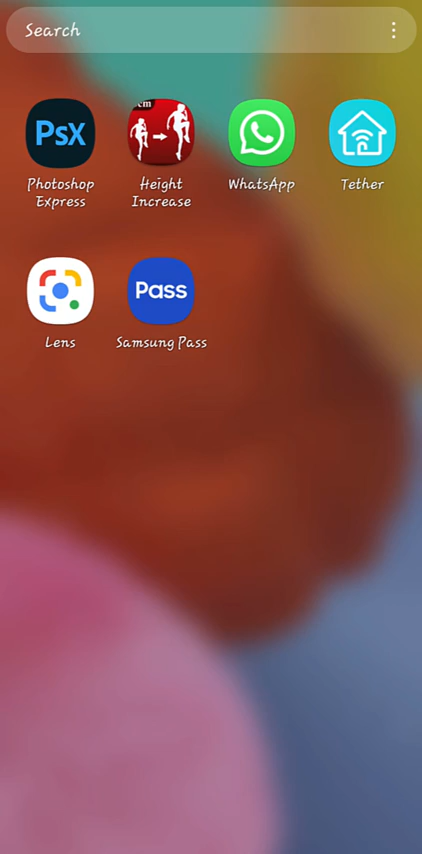 Search
PsX
cm
Photoshop
Express
Height
Increase
WhatsApp
Tether
Pass
Lens
Samsung Pass